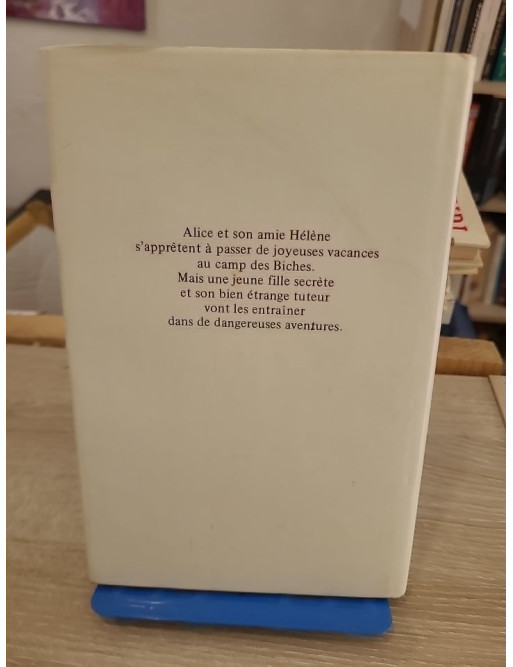 Alice et son amie Hélène
s'apprêtent à passer de joyeuses vacances
au camp des Biches.
Mais une jeune fille secrète
et son bien étrange tuteur
vont les entraîner
dans de dangereuses aventures.